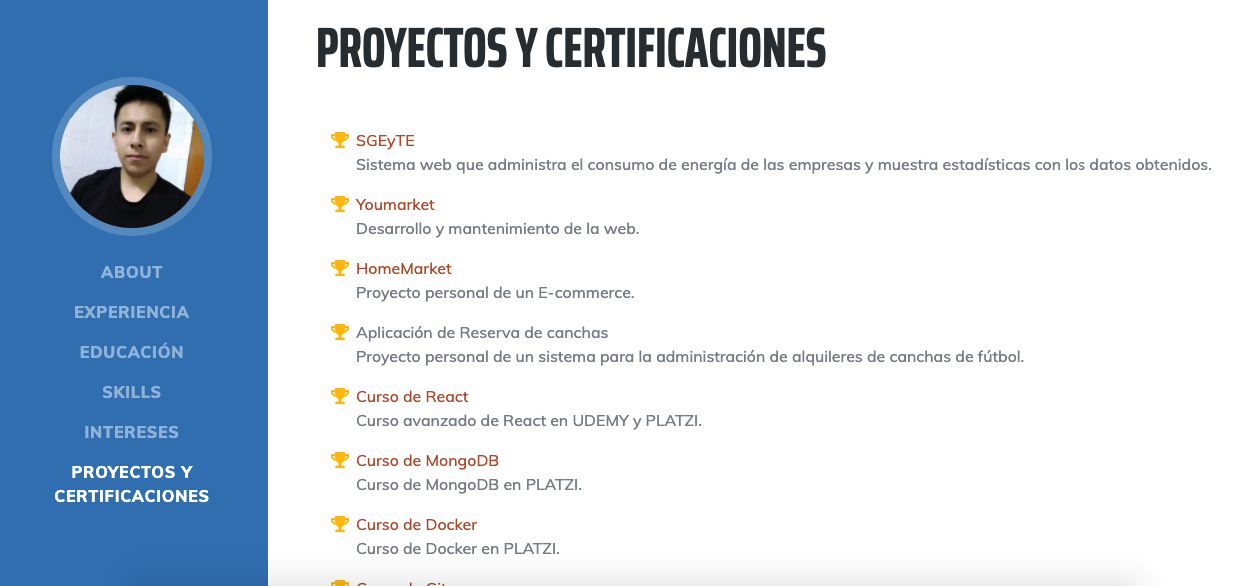 ABOUT
EXPERIENCIA
EDUCACIÓN
SKILLS
INTERESES
PROYECTOS Y
CERTIFICACIONES
PROYECTOS Y CERTIFICACIONES
SGEyTE
Sistema web que administra el consumo de energía de las empresas y muestra estadísticas con los datos obtenidos.
Youmarket
Desarrollo y mantenimiento de la web.
HomeMarket
Proyecto personal de un E-commerce.
Aplicación de Reserva de canchas
Proyecto personal de un sistema para la administración de alquileres de canchas de fútbol.
Curso de React
Curso avanzado de React en UDEMY y PLATZI.
Curso de MongoDB
Curso de MongoDB en PLATZI.
Curso de Docker
Curso de Docker en PLATZI.